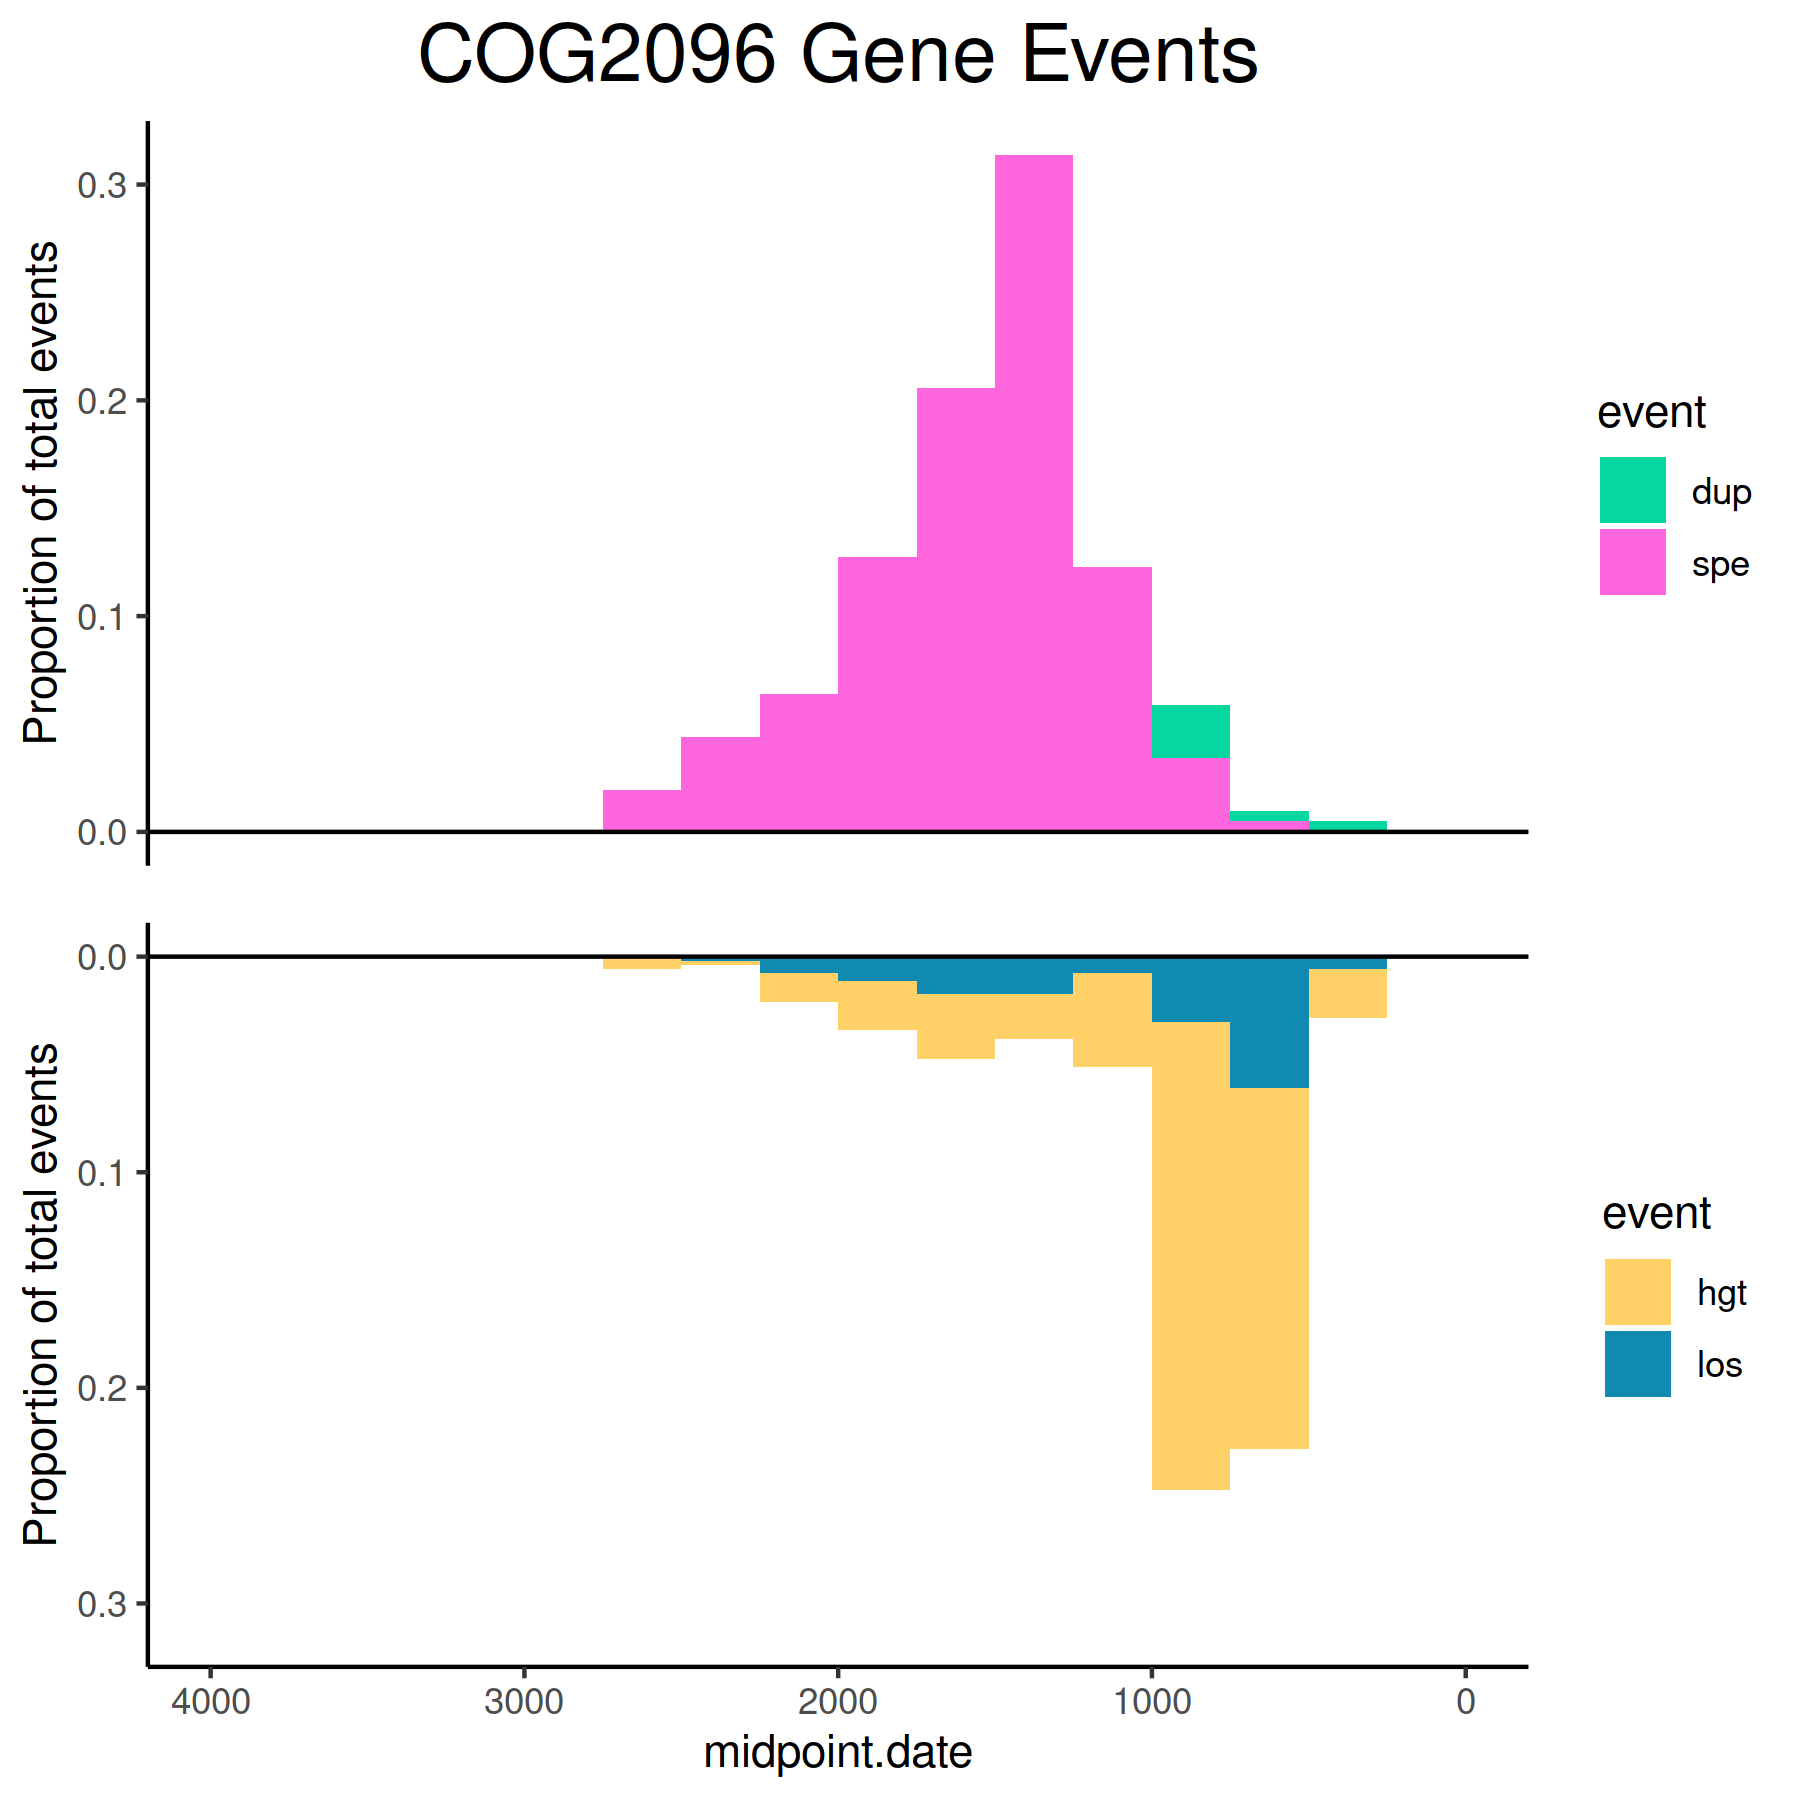 COG2096 Gene Events
Proportion of total events
0.3
0.2
0.1
0.0
event
dup
spe
Proportion of total events
0.0
0.1
0.2
0.3
event
hgt
los
4000 3000 2000 1000 0
midpoint.date